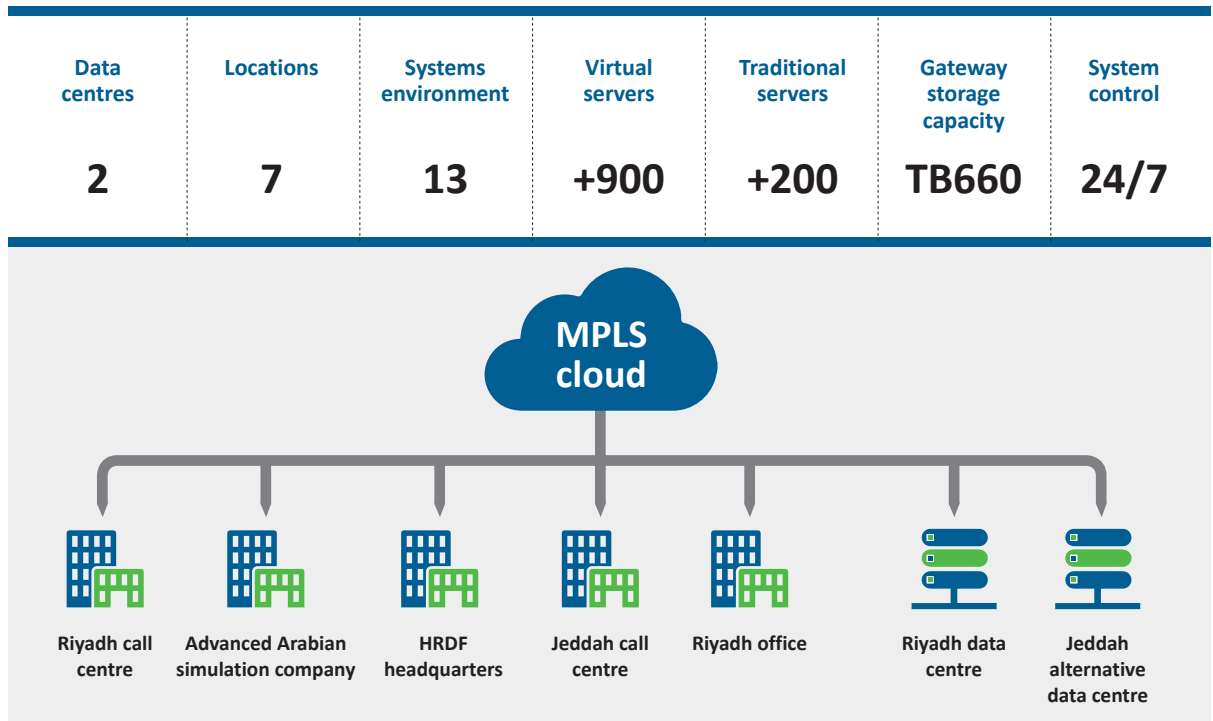 Data
centres
Locations
Systems
environment
Virtual
servers
Traditional
servers
Gateway
storage
capacity
System
control
2
7
13
+900
+200
TB660
24/7
MPLS
cloud
Riyadh call
centre
Advanced Arabian
simulation company
HRDF
headquarters
Jeddah call
centre
Riyadh office
Riyadh data
centre
Jeddah
alternative
data centre